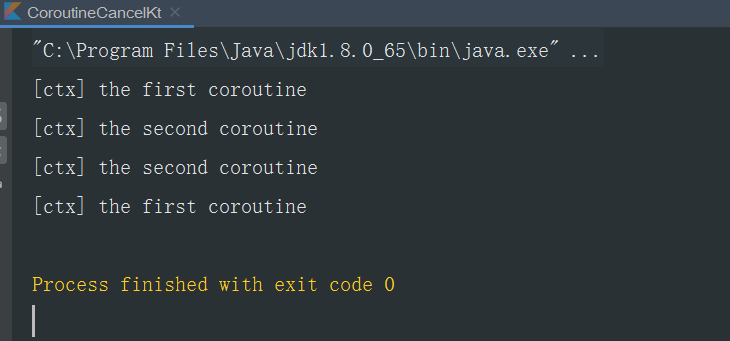 CoroutineCancelKt
"C:\Program Files\Java\jdk1.8.0_65\bin\java.exe" ...
[ctx] the first coroutine
[ctx] the second coroutine
[ctx] the second coroutine
[ctx] the first coroutine
Process finished with exit code 0